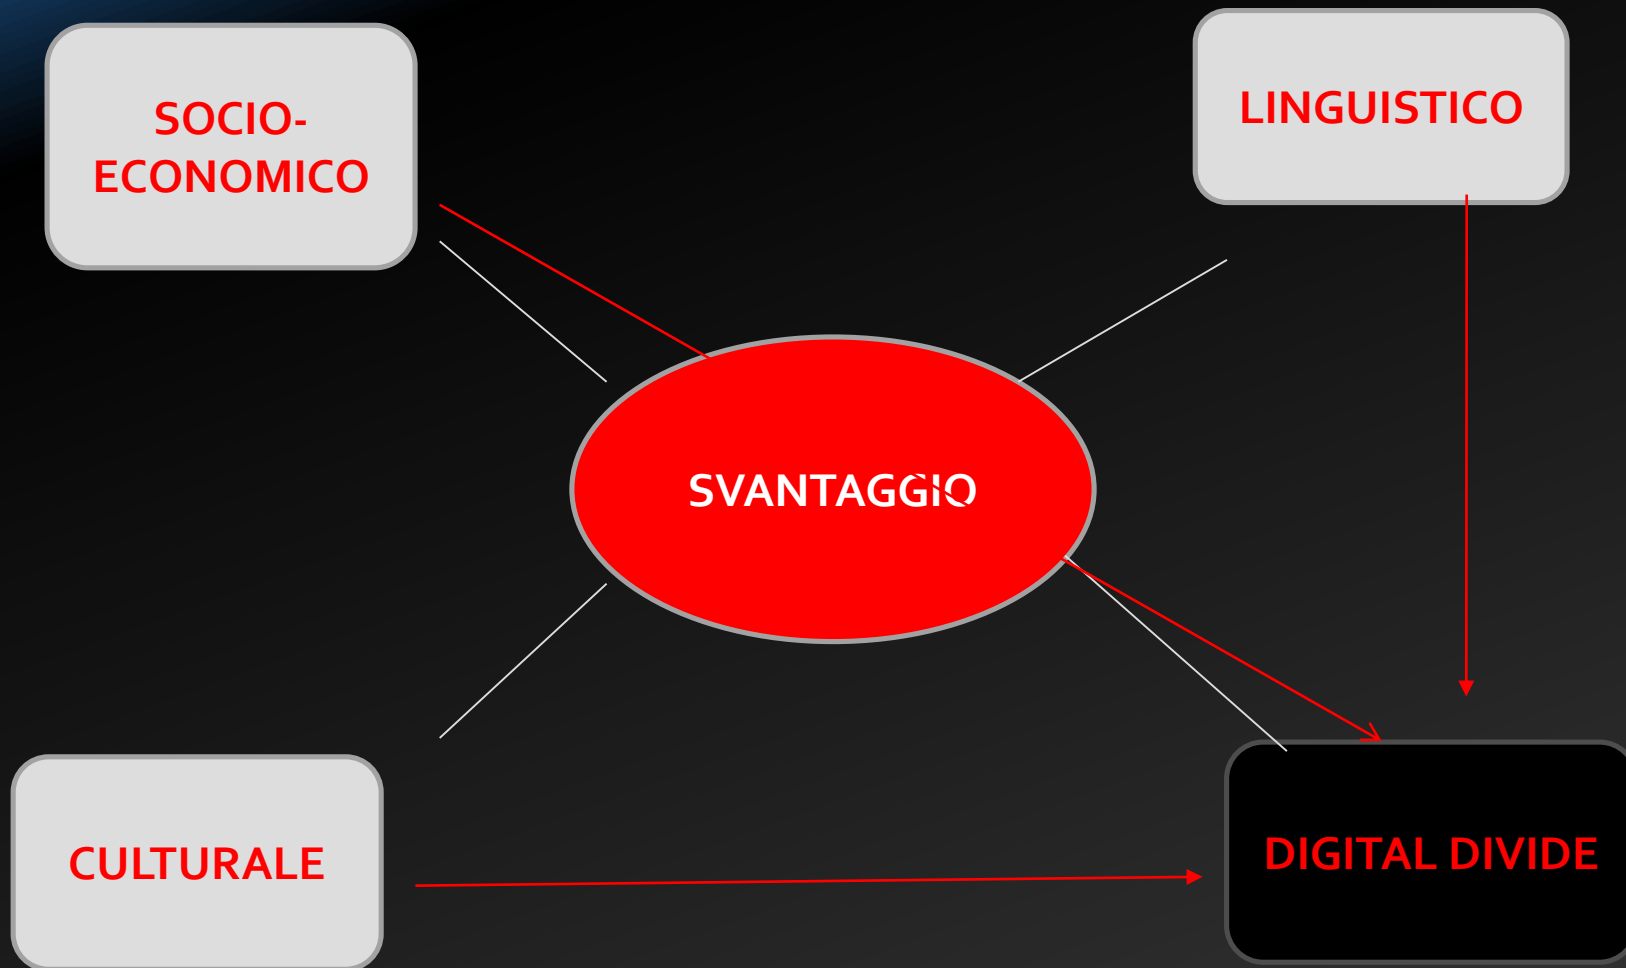 SOCIO-
ECONOMICO
LINGUISTICO
SVANTAGGIO
CULTURALE
DIGITAL DIVIDE